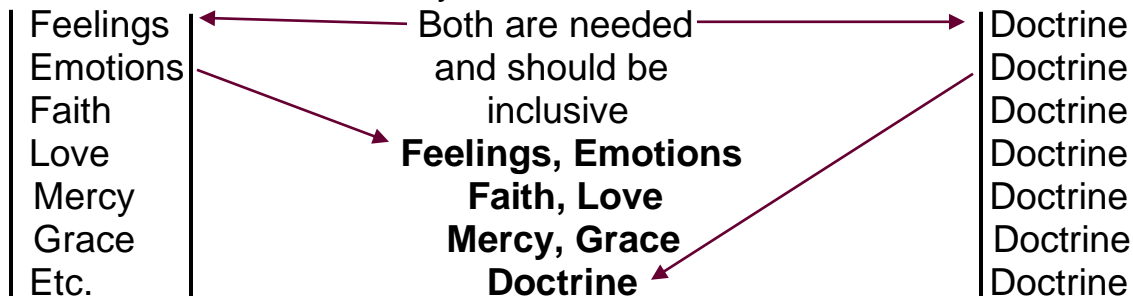 Feelings Both are needed Doctrine
Emotions and should be Doctrine
Faith inclusive Doctrine
Love Feelings, Emotions Doctrine
Mercy Faith, Love Doctrine
Grace Mercy, Grace Doctrine
Etc. Doctrine Doctrine